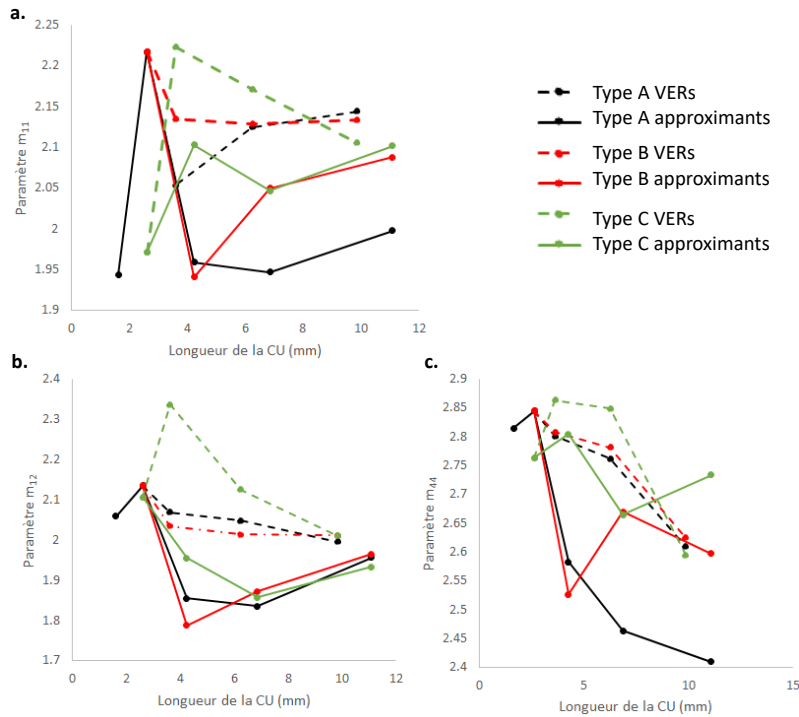 a.
2.25
2.2
2.15
2.1
2.05
2
1.95
1.9
Paramètre m11
0 2 4 6 8 10 12
Longueur de la CU (mm)
Type A VERs
Type A approximants
Type B VERs
Type B approximants
Type C VERs
Type C approximants
b.
2.4
2.3
2.2
2.1
2
1.9
1.8
1.7
Paramètre m12
0 2 4 6 8 10 12
Longueur de la CU (mm)
c.
2.9
2.85
2.8
2.75
2.7
2.65
2.6
2.55
2.5
2.45
2.4
Paramètre m44
0 5 10 15
Longueur de la CU (mm)